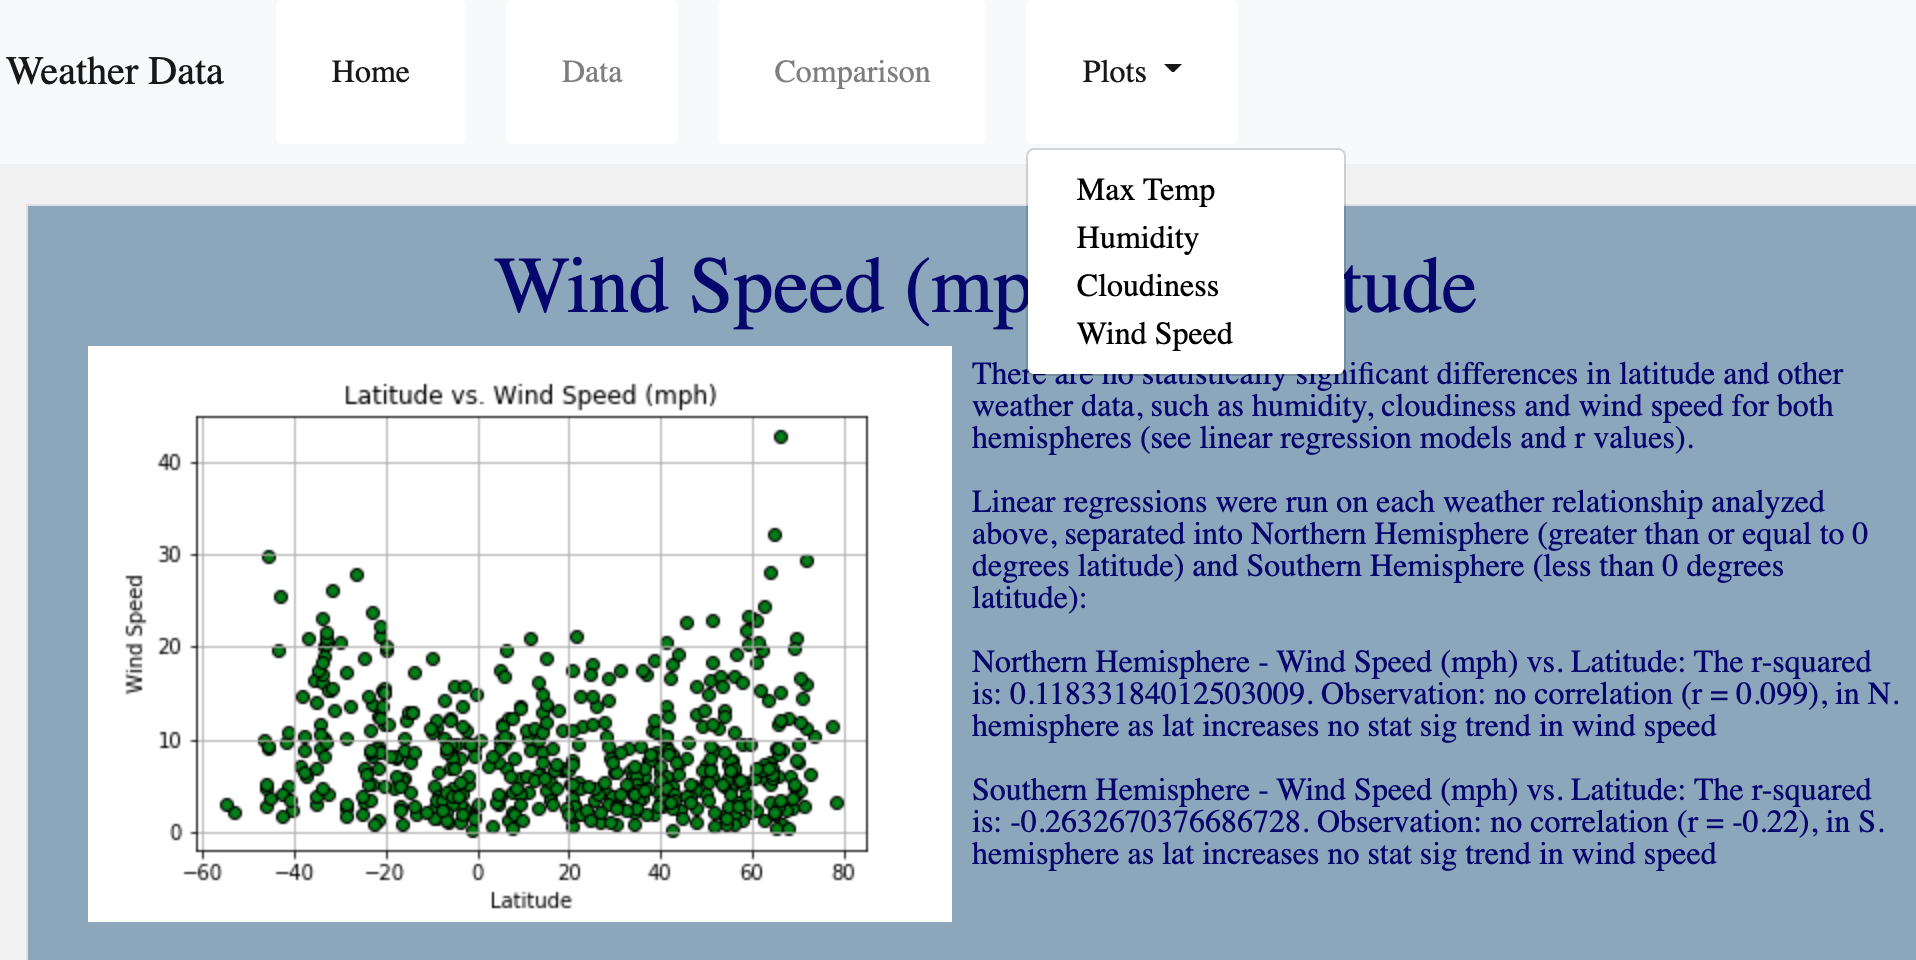 Weather Data
Home
Data
Comparison
Plots
Max Temp
Humidity
Cloudiness
Wind Speed
Wind Speed (mp tude
Latitude vs. Wind Speed (mph)
40
30
20
10
0
Wind Speed
−60 −40 −20 0 20 40 60 80
Latitude
There are no statistically significant differences in latitude and other
weather data, such as humidity, cloudiness and wind speed for both
hemispheres (see linear regression models and r values).
Linear regressions were run on each weather relationship analyzed
above, separated into Northern Hemisphere (greater than or equal to 0
degrees latitude) and Southern Hemisphere (less than 0 degrees
latitude):
Northern Hemisphere - Wind Speed (mph) vs. Latitude: The r-squared
is: 0.11833184012503009. Observation: no correlation (r = 0.099), in N.
hemisphere as lat increases no stat sig trend in wind speed
Southern Hemisphere - Wind Speed (mph) vs. Latitude: The r-squared
is: -0.2632670376686728. Observation: no correlation (r = -0.22), in S.
hemisphere as lat increases no stat sig trend in wind speed